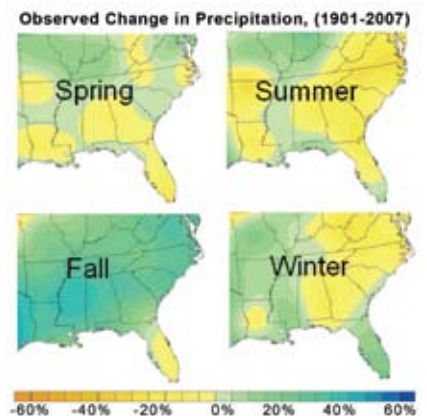 Observed Change in Precipitation, (1901-2007)
Spring
Summer
Fall
Winter
-60% -40% -20% 0% 20% 40% 60%